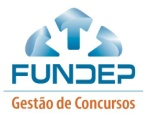 FUNDEP
Gestão de Concursos